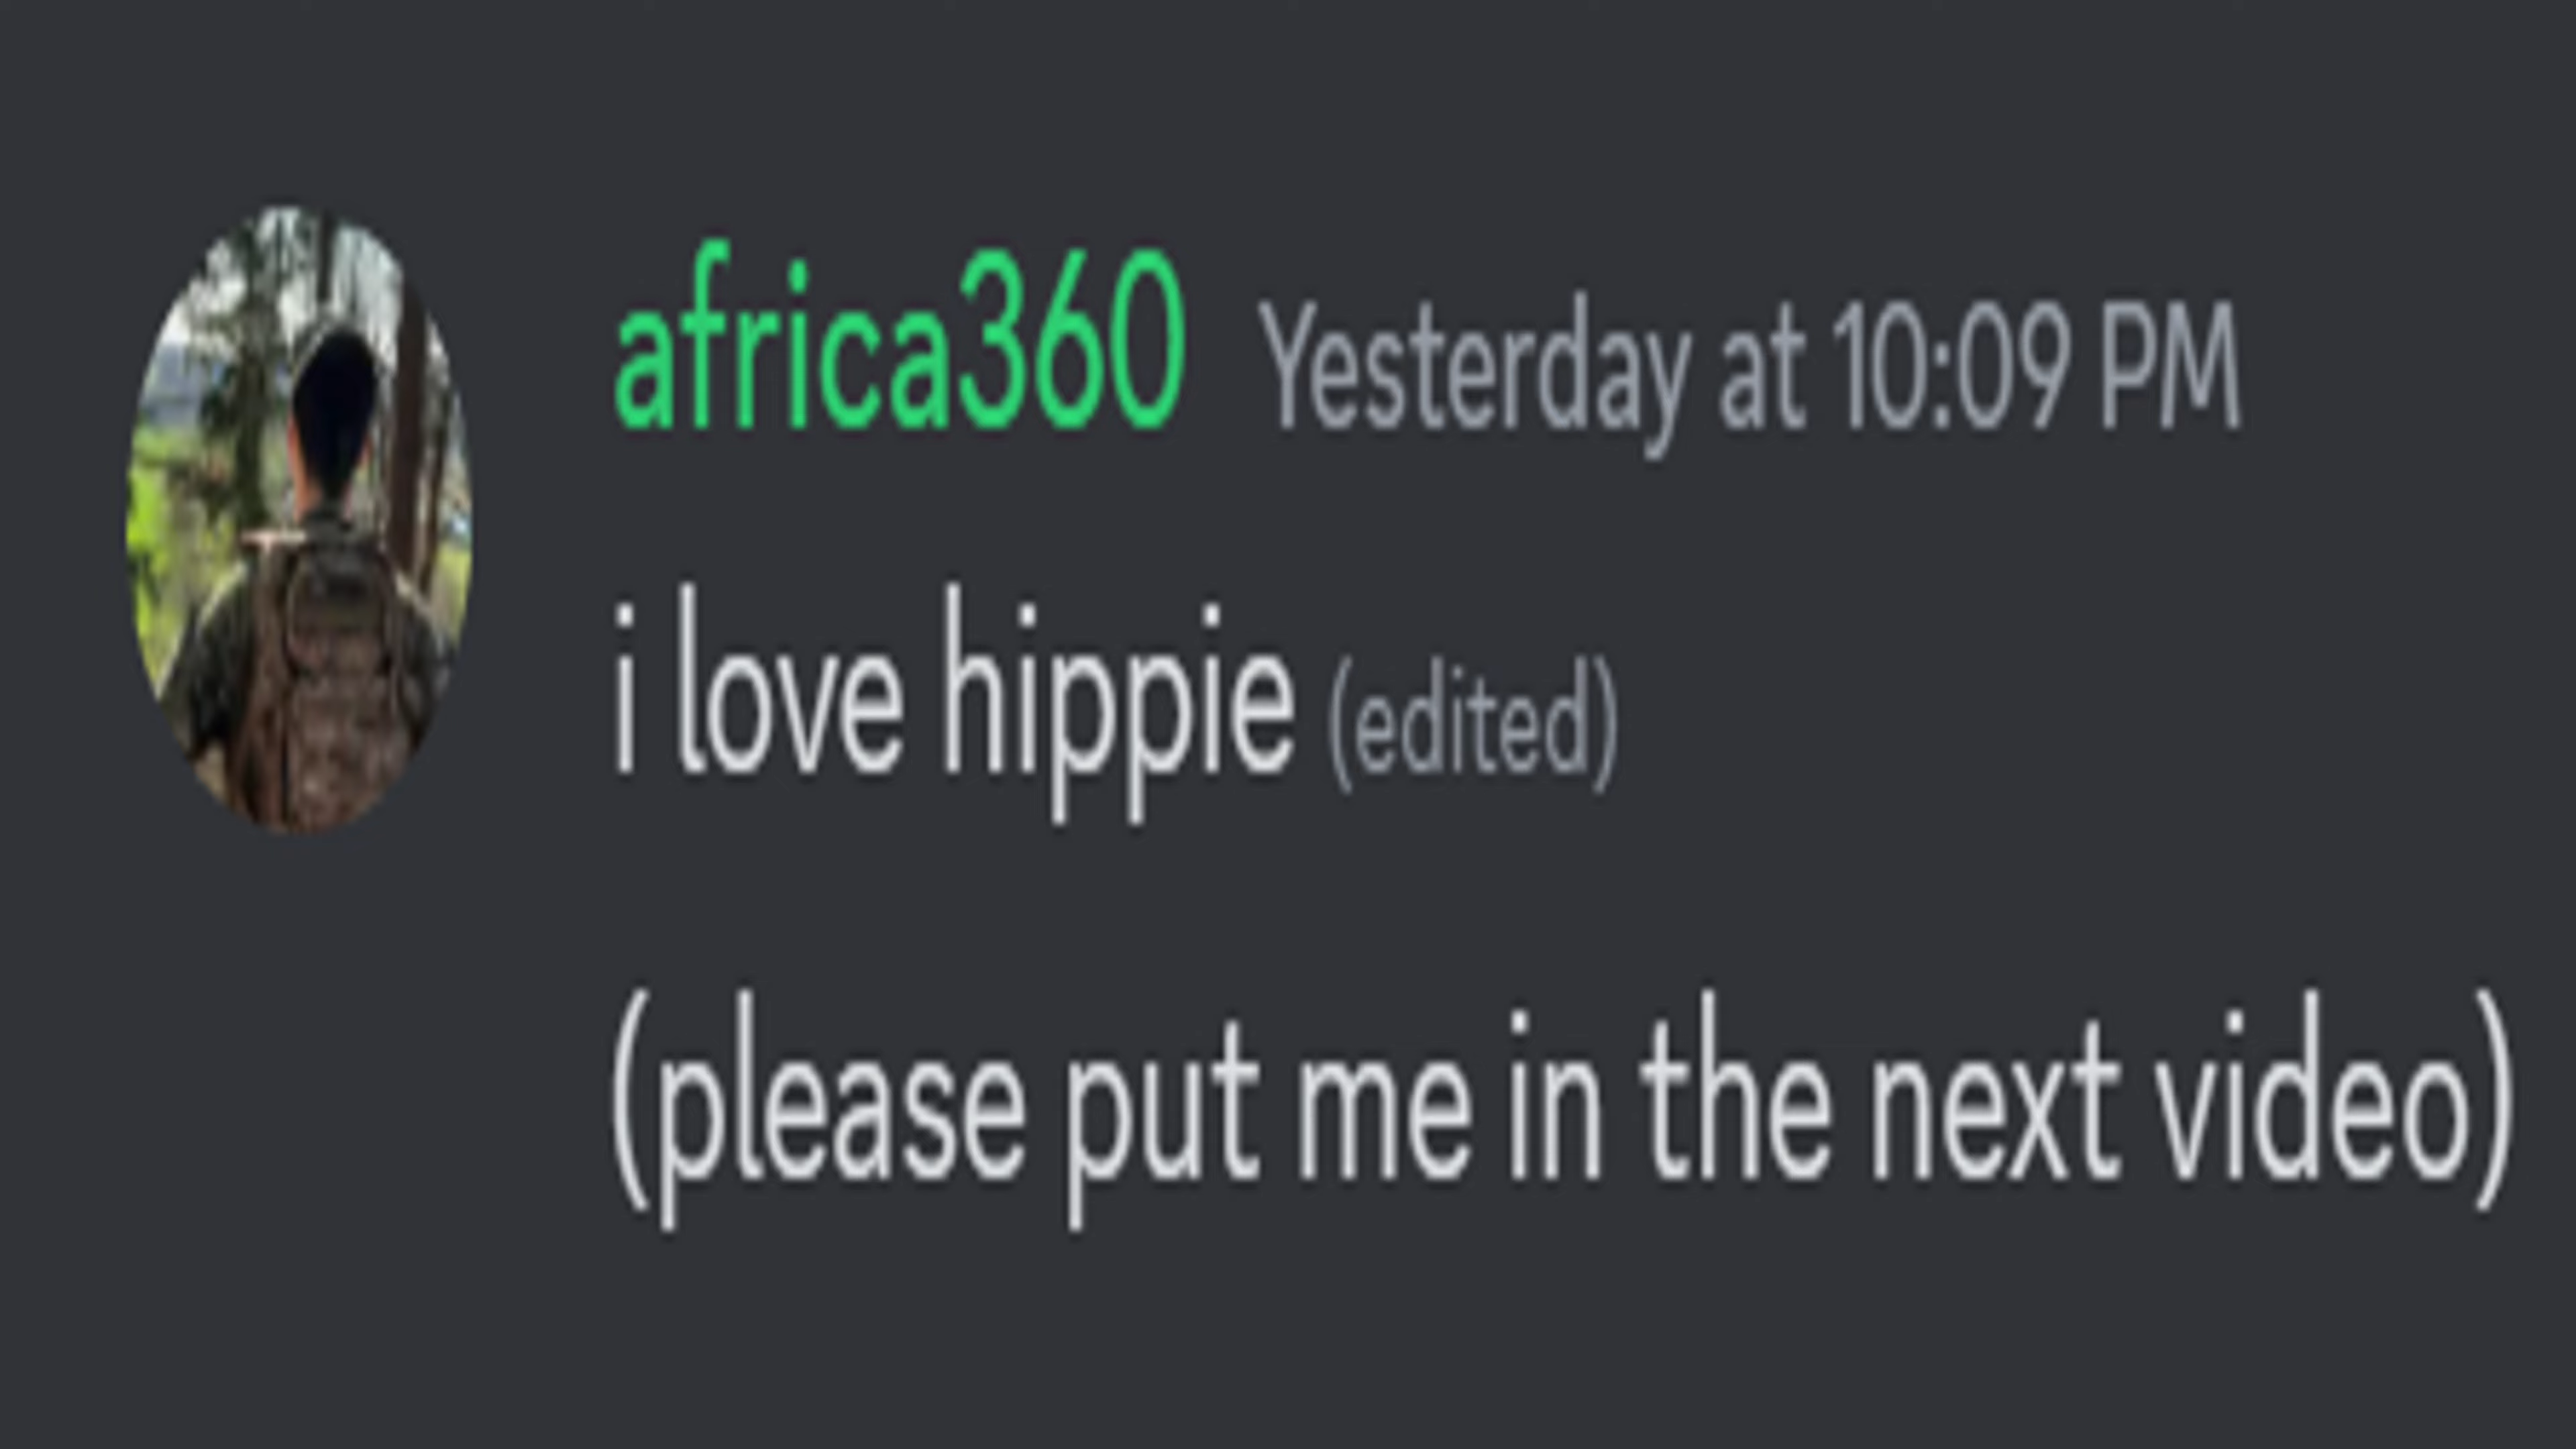 africa360 Yesterday at 10:09 PM
i love hippie (edited)
(please put me in the next video)